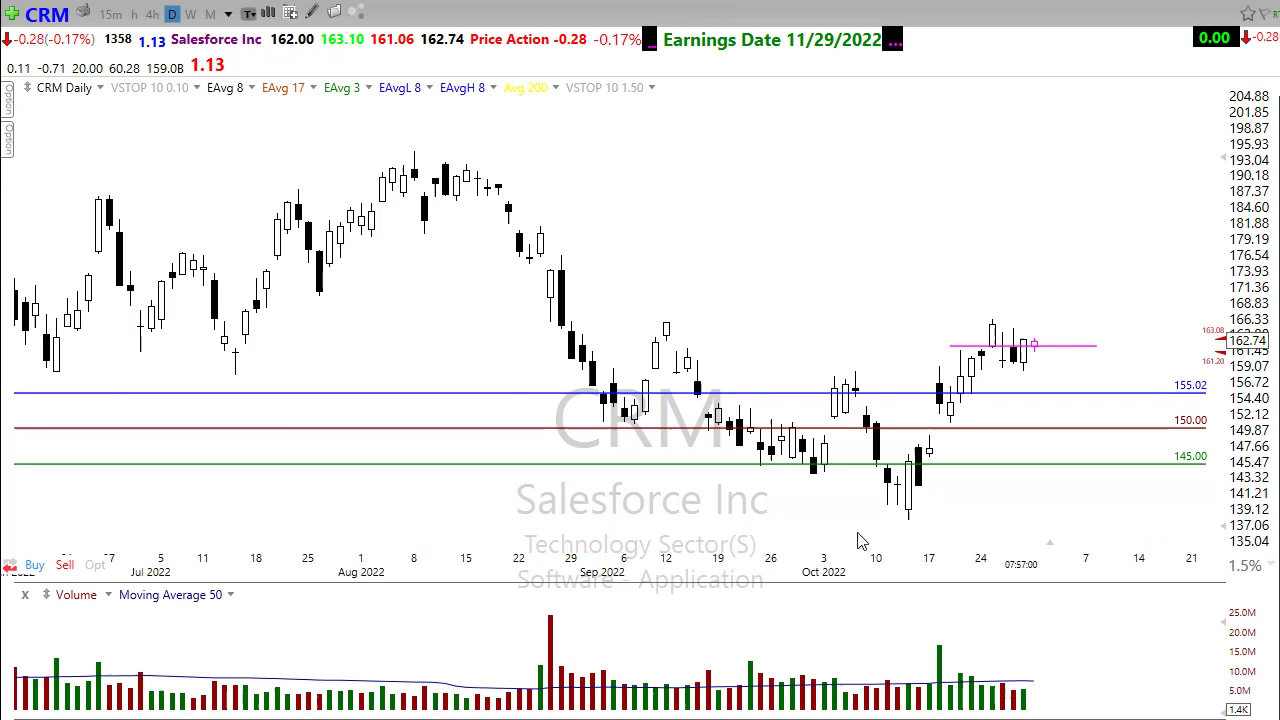 CRM 15m h 4h D W M T
-0.28(-0.17%) 1358 1.13 Salesforce Inc 162.00 163.10 161.06 162.74 Price Action -0.28 -0.17% ... Earnings Date 11/29/2022 ... 0.00 -0.28
0.11 -0.71 20.00 60.28 159.0B 1.13
Option
Option
CRM Daily VSTOP 10 0.10 EAvg 8 EAvg 17 EAvg 3 EAvgL 8 EAvgH 8 Avg 200 VSTOP 10 1.50
204.88
201.85
198.87
195.93
193.04
190.18
187.37
184.60
181.88
179.19
176.54
173.93
171.36
168.83
166.33
163.08
162.74
161.45
161.20
159.07
156.72
155.02
154.40
152.12
150.00
149.87
147.66
145.00
145.47
143.32
141.21
139.12
137.06
135.04
CRM
Salesforce Inc
Technology Sector(S)
Software - Application
5 11 18 25 8 15 22 29 6 12 19 26 3 10 17 24 07:57:00 7 14 21
Buy Sell Opt 1.5%
Jul 2022 Aug 2022 Sep 2022 Oct 2022
x Volume Moving Average 50
25.0M
20.0M
15.0M
10.0M
5.0M
1.4K